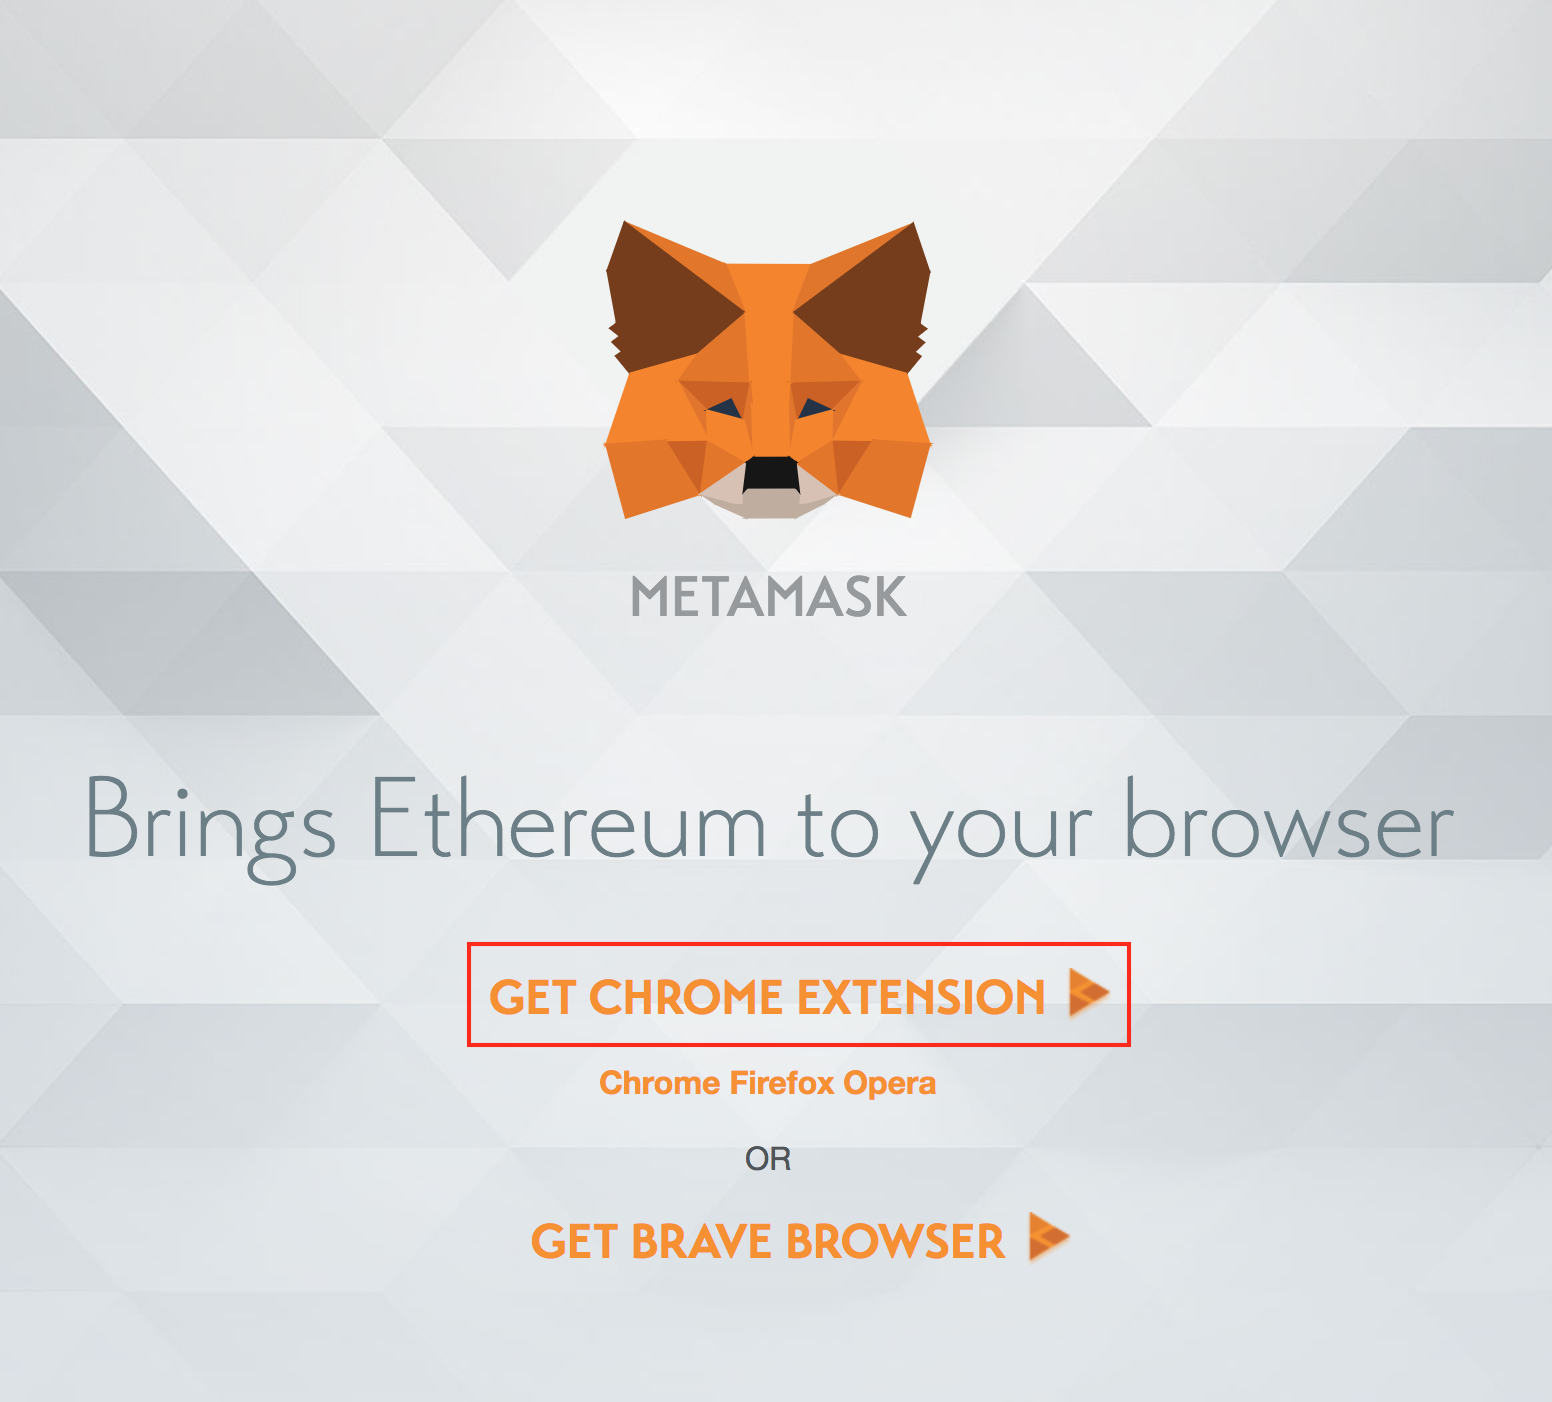 METAMASK
Brings Ethereum to your browser
GET CHROME EXTENSION
Chrome Firefox Opera
OR
GET BRAVE BROWSER